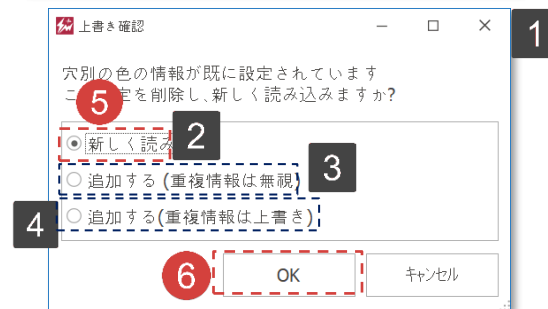 上書き確認
1
穴別の色の情報が既に設定されています
こ 定を削除し、新しく読み込みますか?
5
新しく読み
2
追加する (重複情報は無視)
3
追加する(重複情報は上書き)
4
6
OK
キャンセル